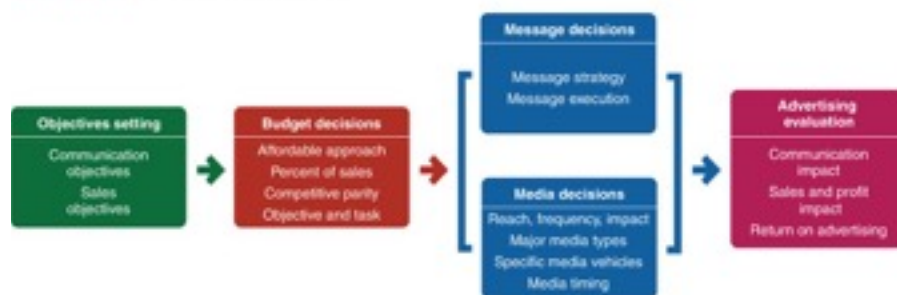 Objectives setting
Communication
objectives
Sales
objectives
Budget decisions
Affordable approach
Percent of sales
Competitive parity
Objective and task
Message decisions
Message strategy
Message execution
Media decisions
Reach, frequency, impact
Major media types
Specific media vehicles
Media timing
Advertising
evaluation
Communication
impact
Sales and profit
impact
Return on advertising